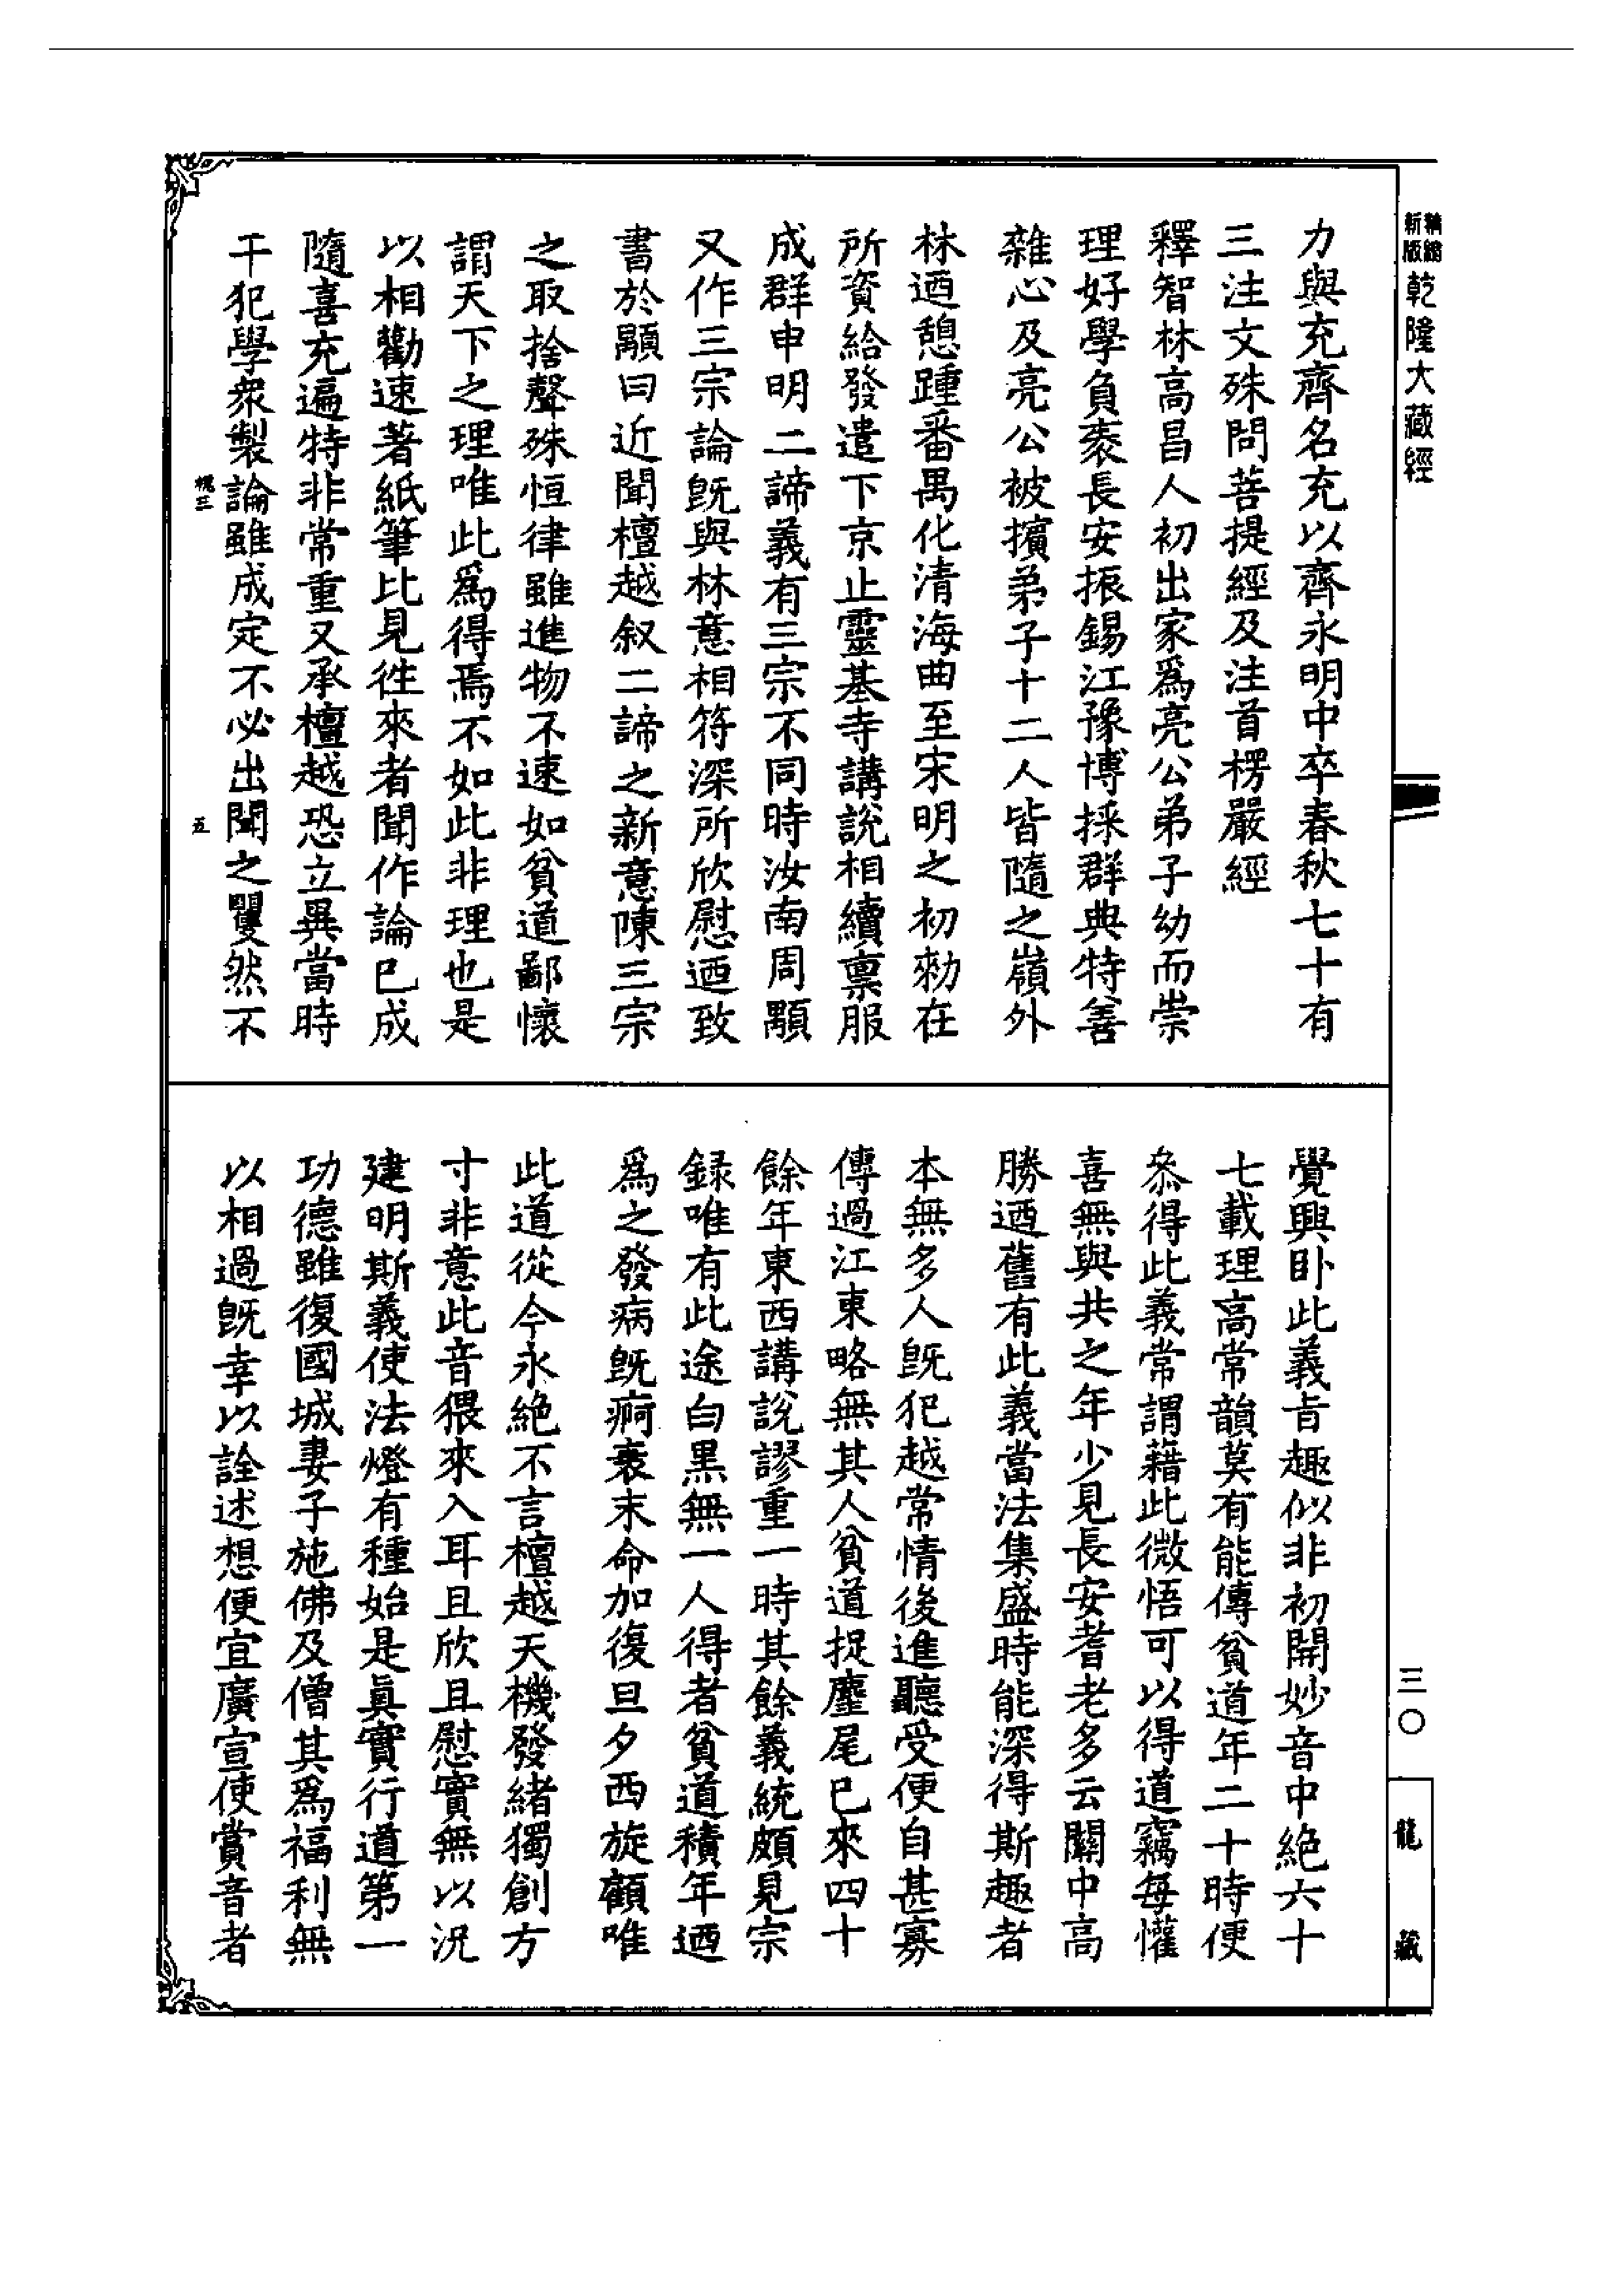 精縮
新版
乾隆大藏經
力與充齊名充以齊永明中卒春秋七十有
三注文殊問菩提經及注首楞嚴經
釋智林高昌人初出家爲亮公弟子幼而崇
理好學負袠長安振錫江豫博採群典特善
雜心及亮公被擯弟子十二人皆隨之嶺外
林迺憩踵番禺化清海曲至宋明之初勑在
所資給發遣下京止靈基寺講說相續禀服
成群申明二諦義有三宗不同時汝南周顒
又作三宗論旣與林意相符深所欣慰迺致
書於顒曰近聞檀越叙二諦之新意陳三宗
之取捨聲殊恒律雖進物不速如貧道鄙懷
謂天下之理唯此爲得焉不如此非理也是
以相勸速著紙筆比見徃來者聞作論巳成
隨喜充遍特非常重又承檀越恐立異當時
干犯學衆製論雖成定不必出聞之瞿然不
槐三
五
覺興卧此義旨趣似非初開妙音中絶六十
七載理高常韻莫有能傳貧道年二十時便
叅得此義常謂藉此微悟可以得道竊每懽
喜無與共之年少見長安耆老多云關中高
勝迺舊有此義當法集盛時能深得斯趣者
本無多人旣犯越常情後進聽受便自甚寡
傳過江東略無其人貧道捉麈尾巳來四十
餘年東西講說謬重一時其餘義統頗見宗
録唯有此途白黒無一人得者貧道積年迺
爲之發病旣痾衰末命加復旦夕西旋顧唯
此道從今永絶不言檀越天機發緒獨創方
寸非意此音猥來入耳且欣且慰實無以況
建明斯義使法燈有種始是眞實行道第一
功德雖復國城妻子施佛及僧其爲福利無
以相過旣幸以詮述想便宜廣宣使賞音者
三〇
龍藏